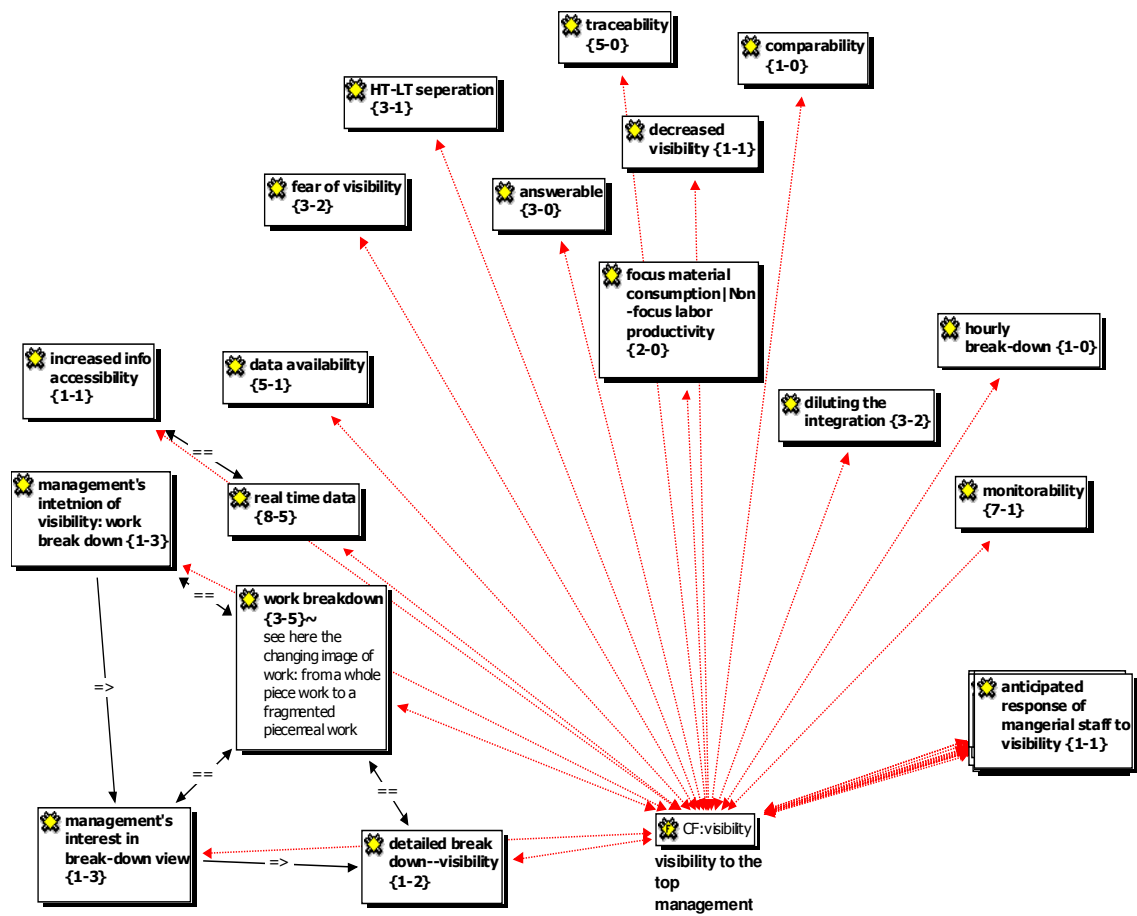 traceability
{5-0}
comparability
{1-0}
HT-LT seperation
{3-1}
decreased
visibility {1-1}
fear of visibility
{3-2}
answerable
{3-0}
focus material
consumption|Non
-focus labor
productivity
{2-0}
hourly
break-down {1-0}
increased info
accessibility
{1-1}
data availability
{5-1}
diluting the
integration {3-2}
==
management's
intetnion of
visibility: work
break down {1-3}
real time data
{8-5}
monitorability
{7-1}
==
work breakdown
{3-5}~
see here the
changing image of
work: from a whole
piece work to a
fragmented
piecemeal work
=>
anticipated
response of
mangerial staff to
visibility {1-1}
==
==
management's
interest in
break-down view
{1-3}
=>
detailed break
down--visibility
{1-2}
F CF:visibility
visibility to the
top
management